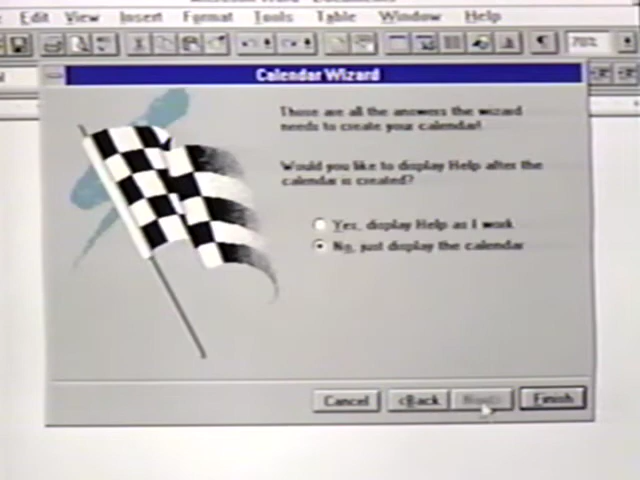 Edit View Insert Format Tools Table Window Help
Calendar Wizard
Those are all the answers the wizard
needs to create your calendar!
Would you like to display Help after the
calendar is created?
Yes, display Help as I work
No, just display the calendar
Cancel <Back Next> Finish